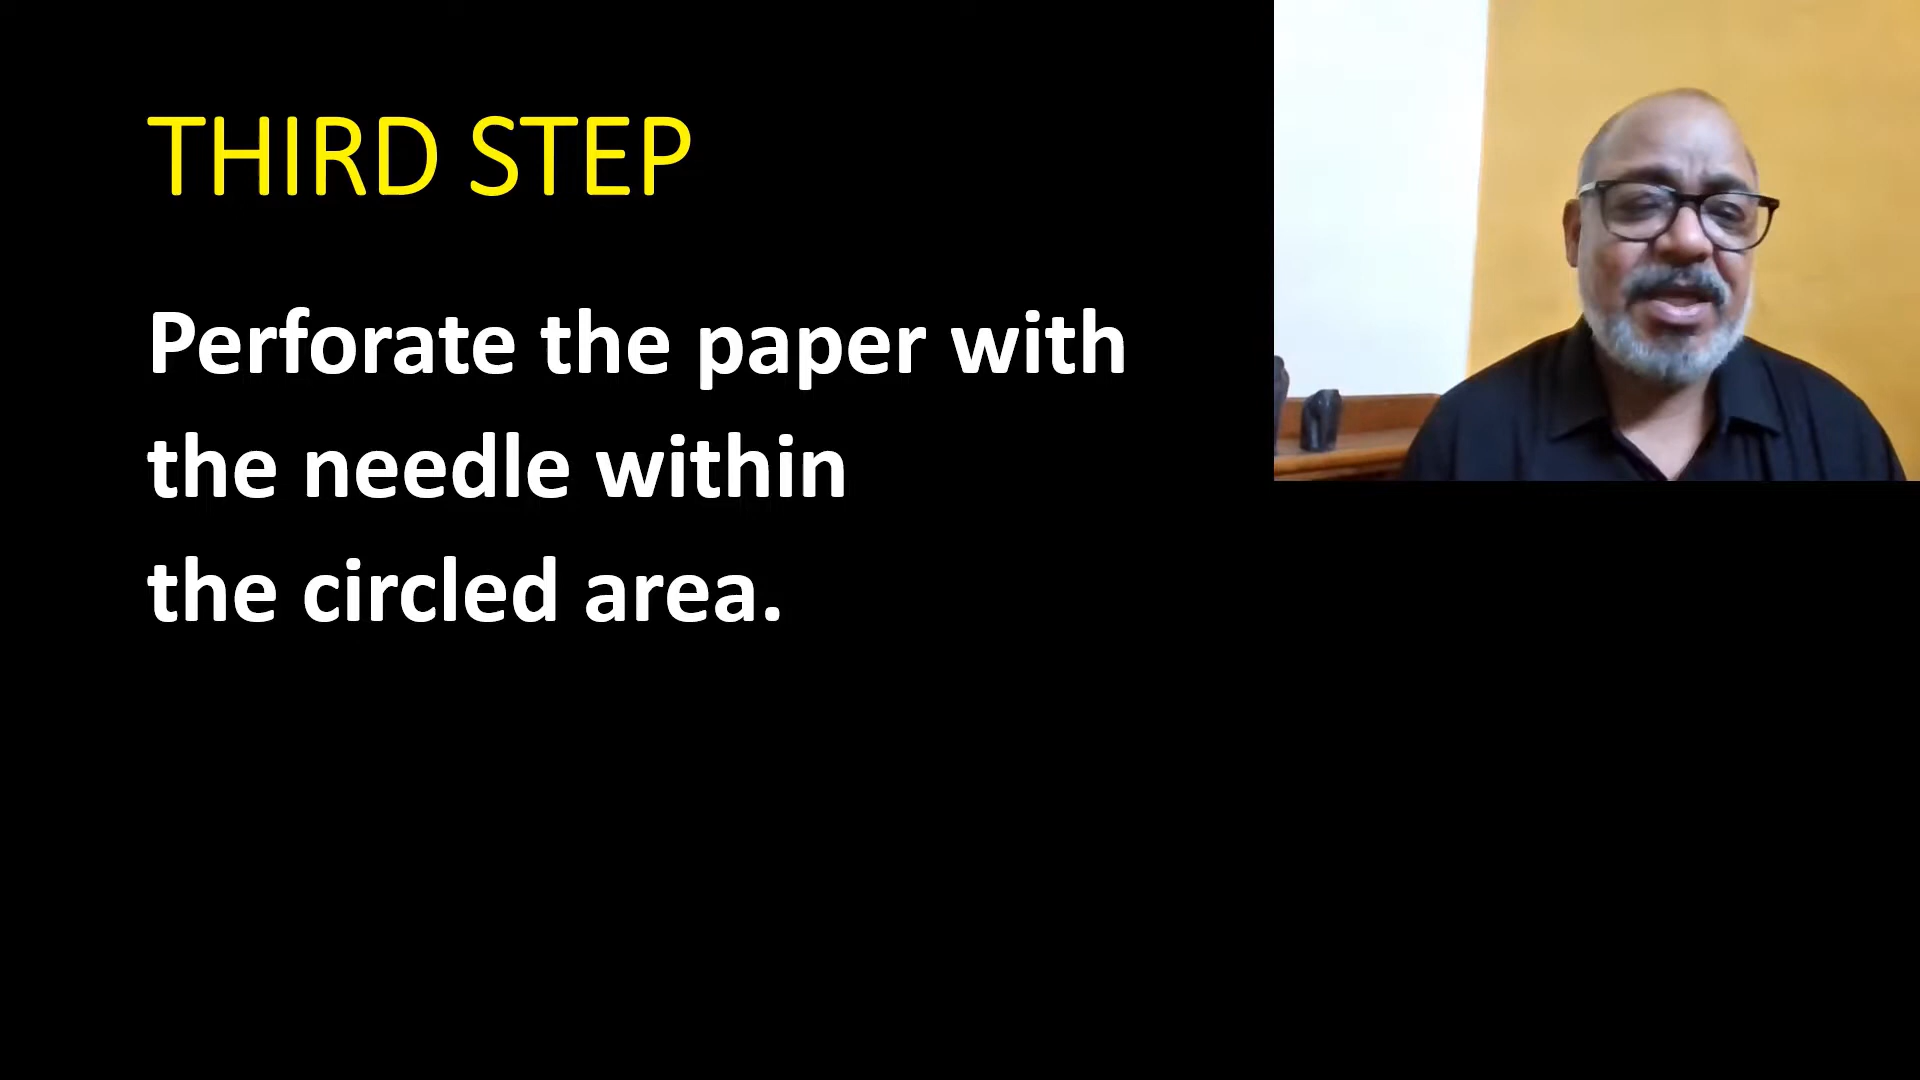 THIRD STEP
Perforate the paper with
the needle within
the circled area.